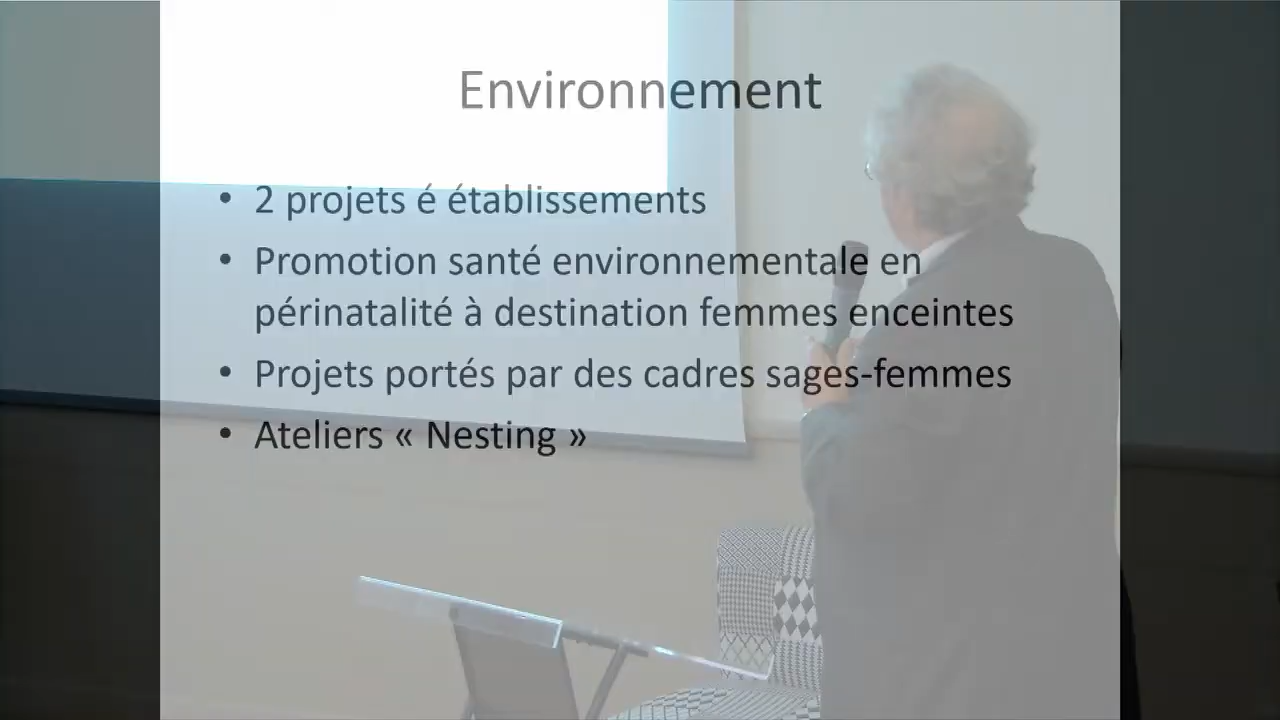 Environnement
• 2 projets é établissements
• Promotion santé environnementale en
périnatalité à destination femmes enceintes
• Projets portés par des cadres sages-femmes
• Ateliers « Nesting »